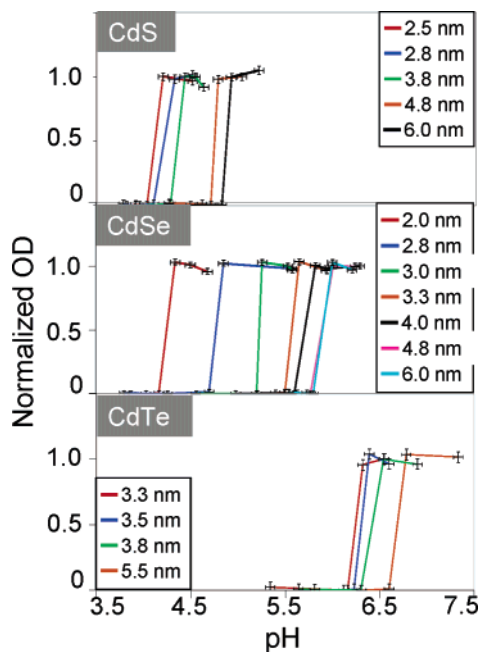 CdS
2.5 nm
2.8 nm
3.8 nm
4.8 nm
6.0 nm
1.0
0.5
0
CdSe
2.0 nm
2.8 nm
3.0 nm
3.3 nm
4.0 nm
4.8 nm
6.0 nm
1.0
0.5
0
Normalized OD
CdTe
3.3 nm
3.5 nm
3.8 nm
5.5 nm
1.0
0.5
0
3.5 4.5 5.5 6.5 7.5
pH